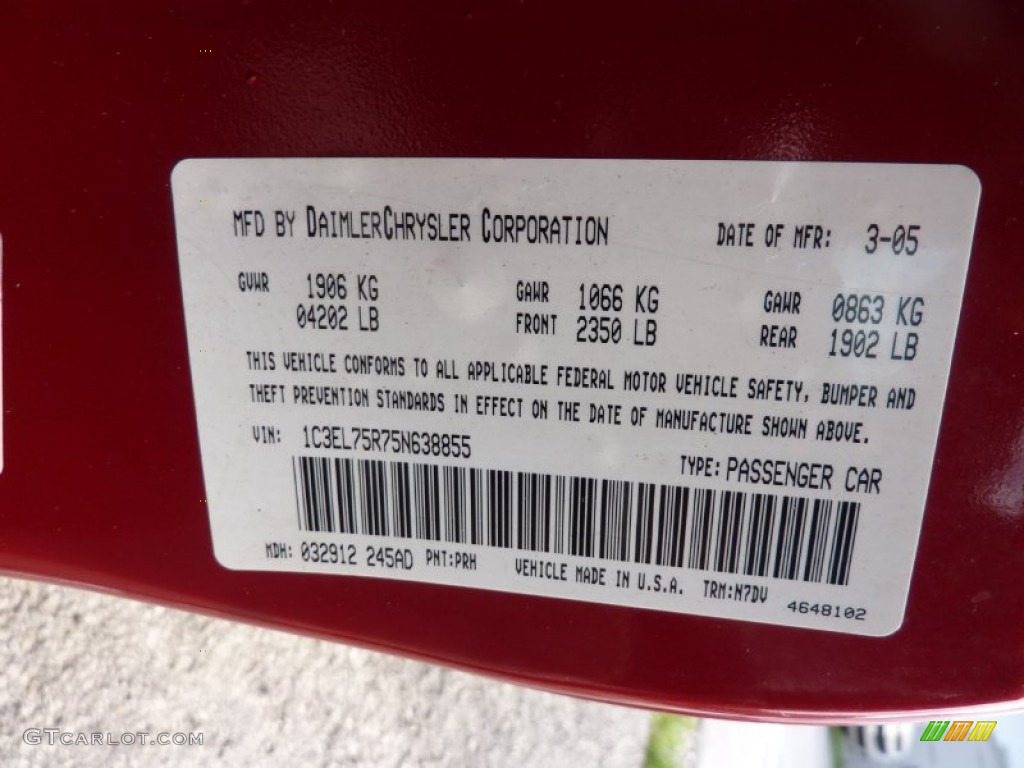 MFD BY DAIMLERCHRYSLER CORPORATION DATE OF MFR: 3-05
GVWR 1906 KG GAWR 1066 KG GAWR 0863 KG
04202 LB FRONT 2350 LB REAR 1902 LB
THIS VEHICLE CONFORMS TO ALL APPLICABLE FEDERAL MOTOR VEHICLE SAFETY, BUMPER AND
THEFT PREVENTION STANDARDS IN EFFECT ON THE DATE OF MANUFACTURE SHOWN ABOVE.
VIN: 1C3EL75R75N638855 TYPE: PASSENGER CAR
MDH: 032912 245AD PNT:PRH VEHICLE MADE IN U.S.A. TRM:N7DV 4648102
GTCARLOT.COM